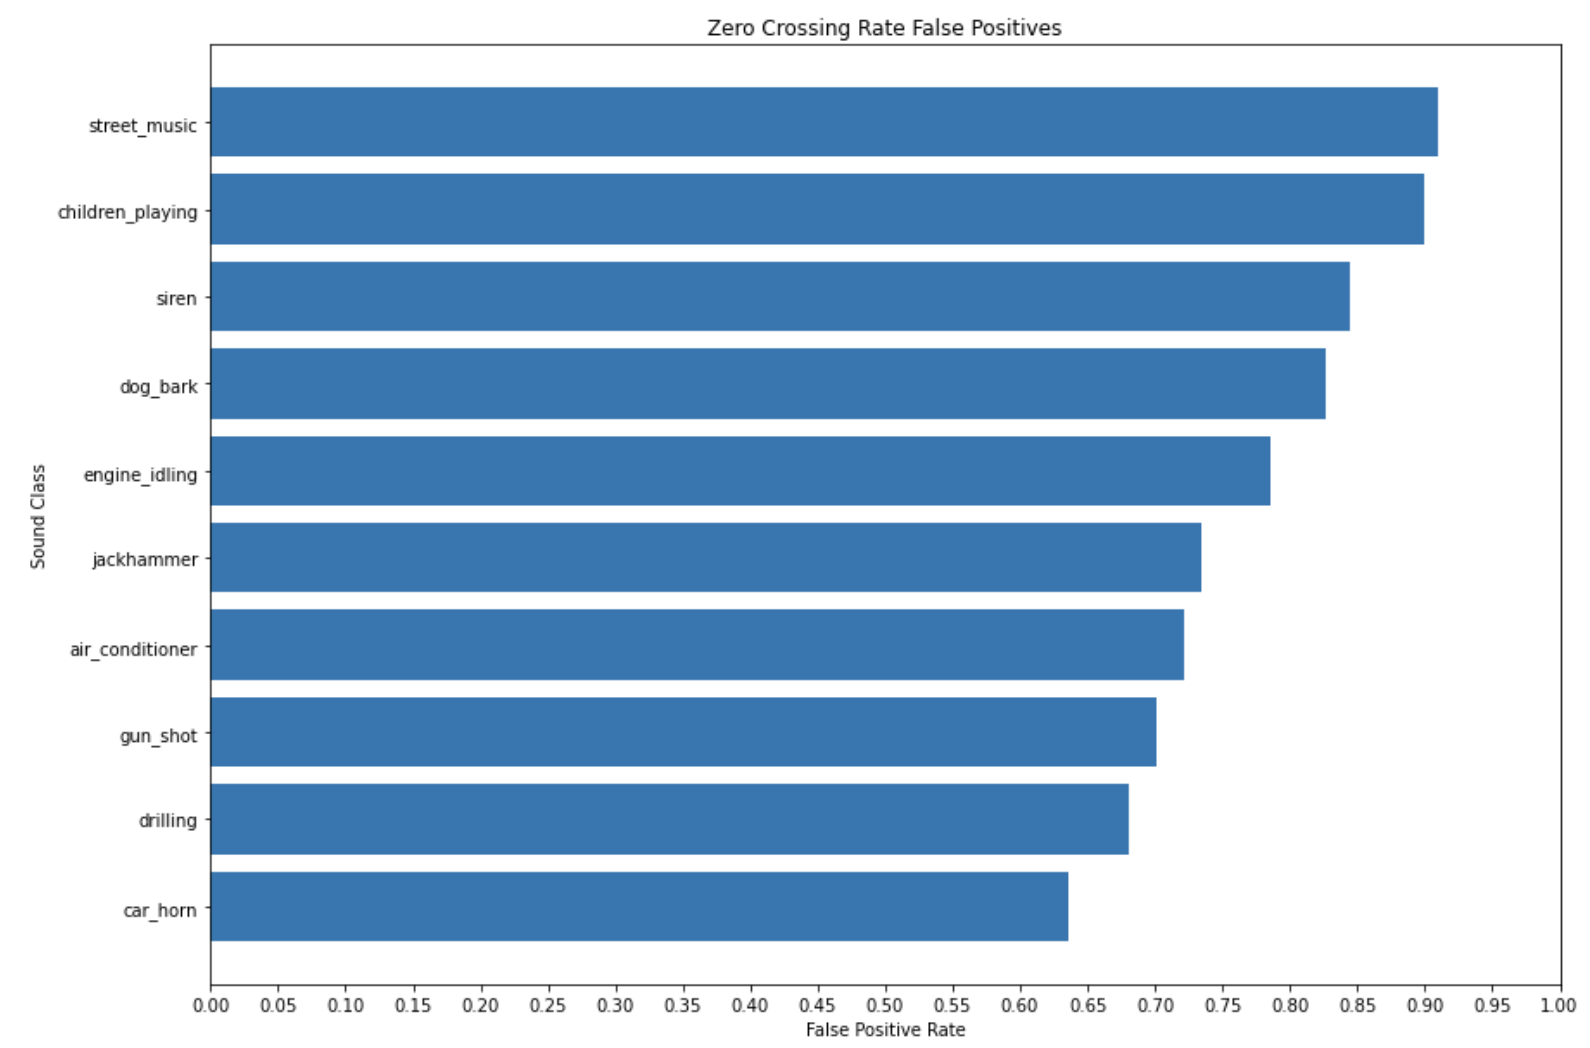 Zero Crossing Rate False Positives
Sound Class
street_music
children_playing
siren
dog_bark
engine_idling
jackhammer
air_conditioner
gun_shot
drilling
car_horn
0.00 0.05 0.10 0.15 0.20 0.25 0.30 0.35 0.40 0.45 0.50 0.55 0.60 0.65 0.70 0.75 0.80 0.85 0.90 0.95 1.00
False Positive Rate